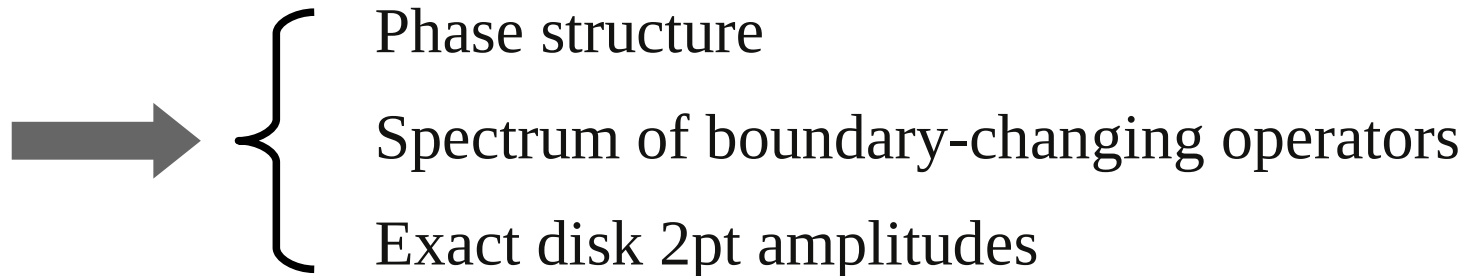 Phase structure
Spectrum of boundary-changing operators
Exact disk 2pt amplitudes